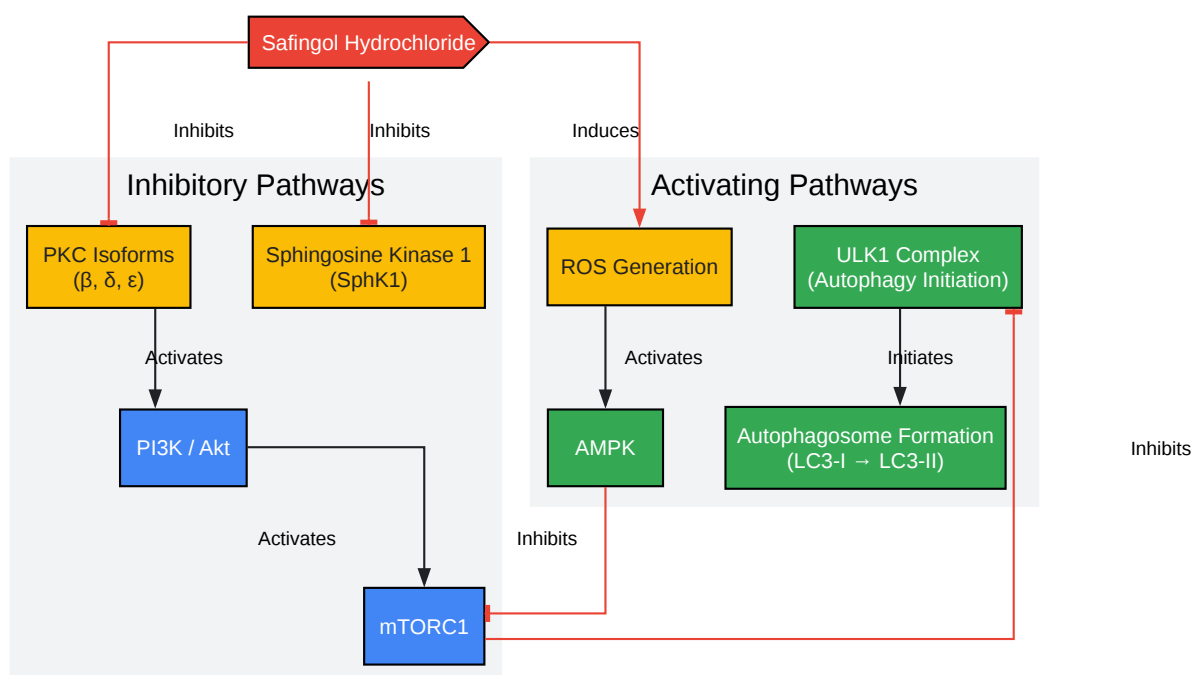 Safingol Hydrochloride
Inhibits
Inhibits
Induces
Inhibitory Pathways
Activating Pathways
PKC Isoforms
(β, δ, ε)
Sphingosine Kinase 1
(SphK1)
ROS Generation
ULK1 Complex
(Autophagy Initiation)
Activates
Activates
Initiates
PI3K / Akt
AMPK
Autophagosome Formation
(LC3-I → LC3-II)
Inhibits
Activates
Inhibits
mTORC1